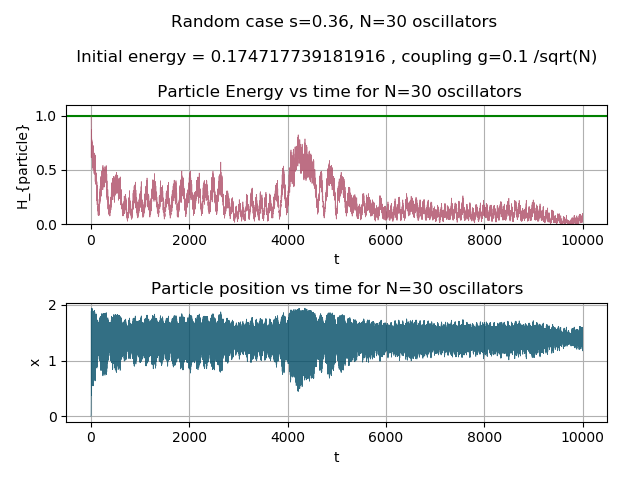 Random case s=0.36, N=30 oscillators
Initial energy = 0.174717739181916 , coupling g=0.1 /sqrt(N)
Particle Energy vs time for N=30 oscillators
H_{particle}
1.0
0.5
0.0
0 2000 4000 6000 8000 10000
t
Particle position vs time for N=30 oscillators
x
2
1
0
0 2000 4000 6000 8000 10000
t